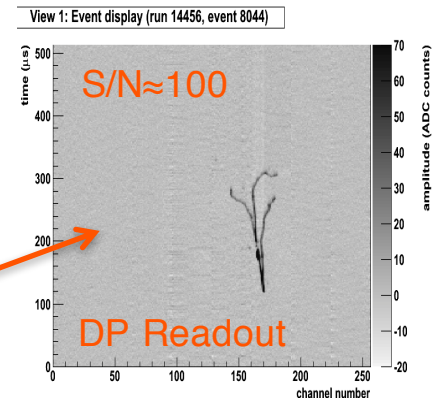 View 1: Event display (run 14456, event 8044)
time (μs)
500
400
300
200
100
0
S/N≈100
DP Readout
0 50 100 150 200 250
channel number
70
60
50
40
30
20
10
0
-10
-20
amplitude (ADC counts)